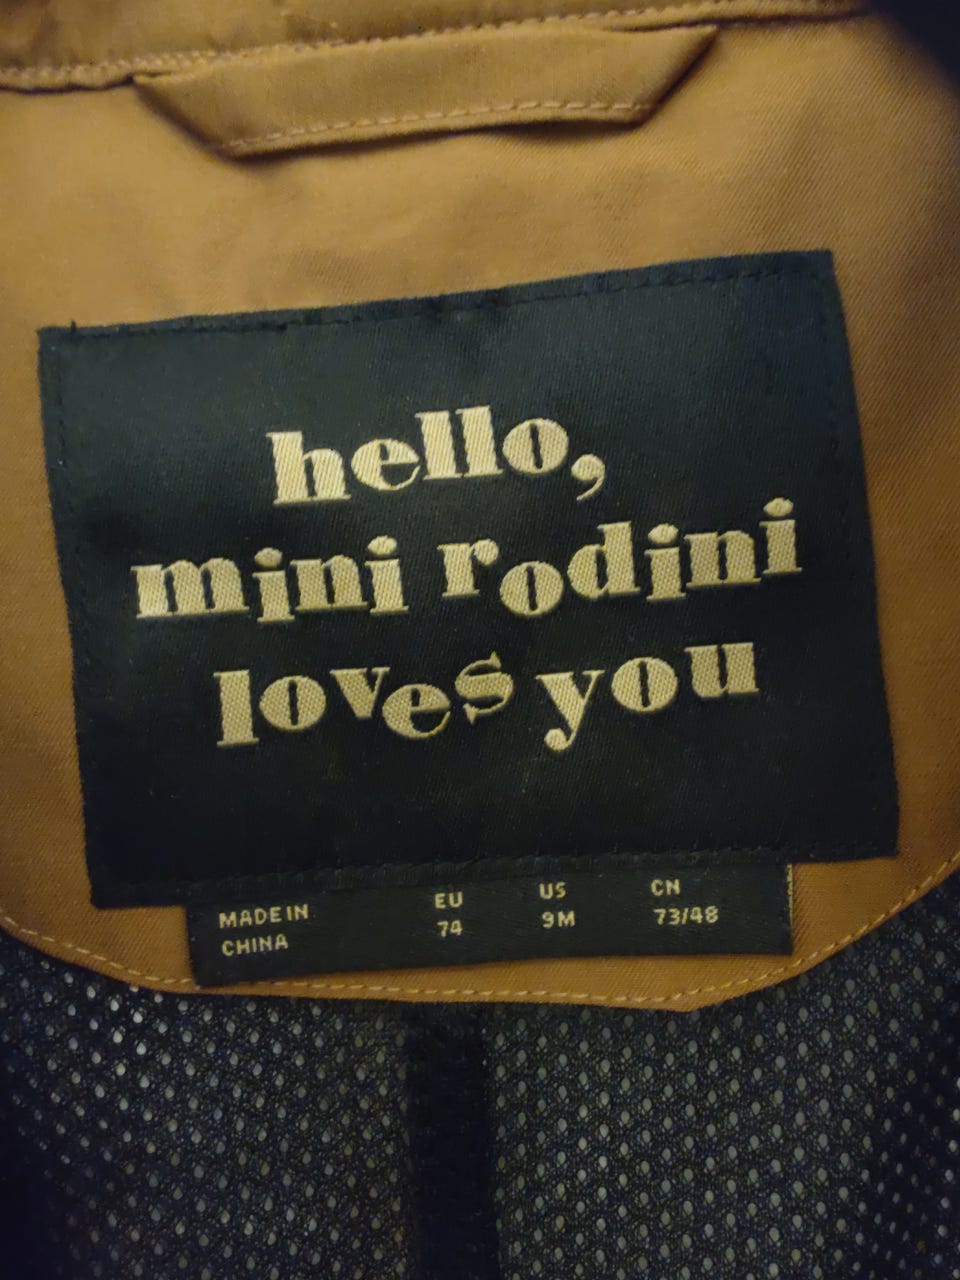 hello,
mini rodini
loves you
MADE IN
CHINA
EU
74
US
9M
CN
73/48